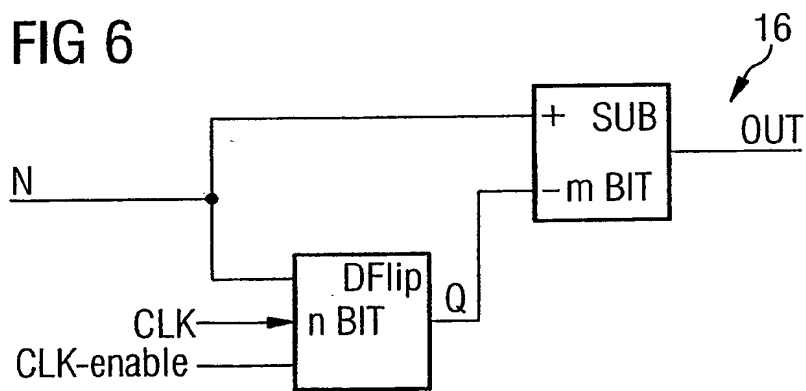 FIG 6
16
+ SUB
OUT
N
- m BIT
DFlip
Q
CLK
n BIT
CLK-enable